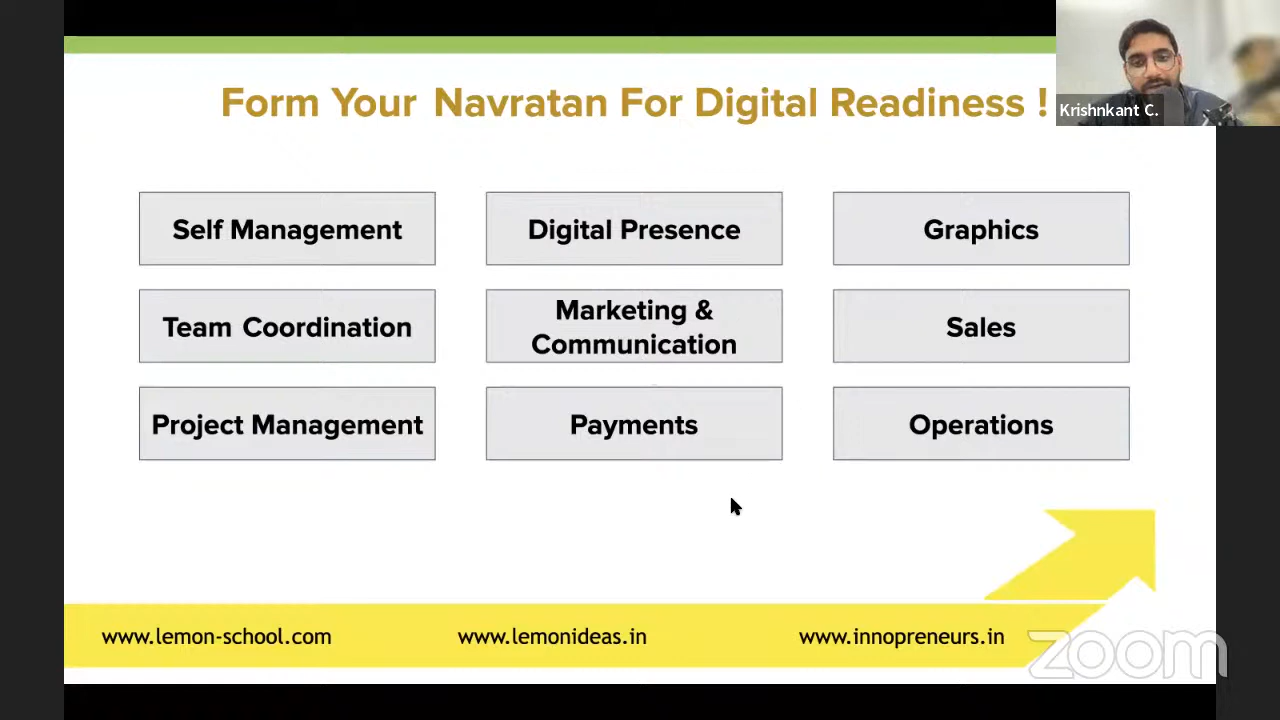 Form Your Navratan For Digital Readiness !
Krishnkant C.
Self Management
Digital Presence
Graphics
Team Coordination
Marketing &
Communication
Sales
Project Management
Payments
Operations
www.lemon-school.com
www.lemonideas.in
www.innopreneurs.in
zoom